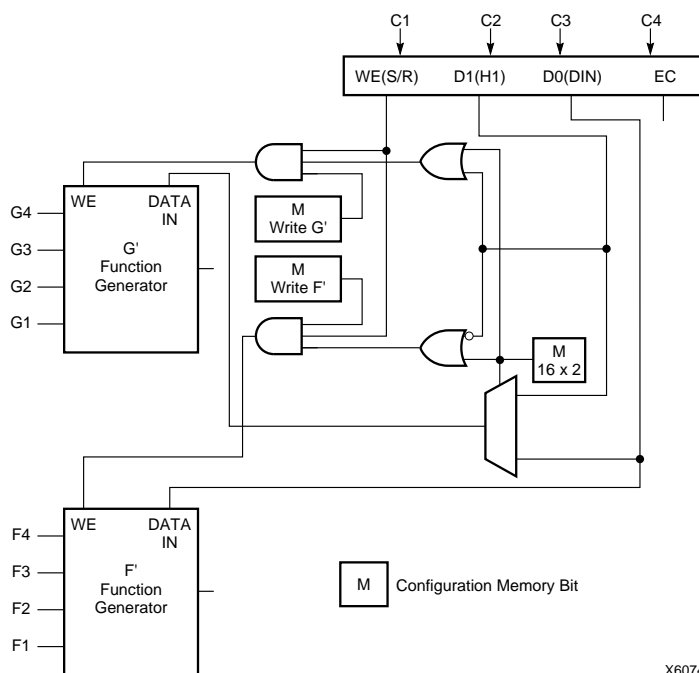 C1 C2 C3 C4
WE(S/R) D1(H1) D0(DIN) EC
WE DATA IN
G4
G3
G2
G1
G' Function Generator
M
Write G'
M
Write F'
M
16 x 2
WE DATA IN
F4
F3
F2
F1
F' Function Generator
M Configuration Memory Bit